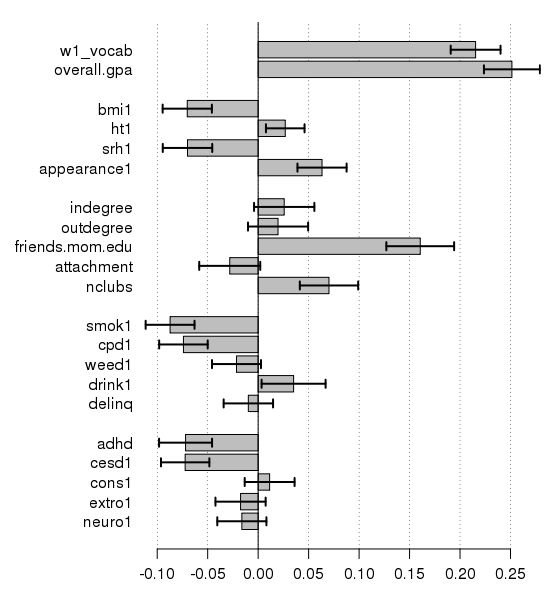 w1_vocab
overall.gpa
bmi1
ht1
srh1
appearance1
indegree
outdegree
friends.mom.edu
attachment
nclubs
smok1
cpd1
weed1
drink1
delinq
adhd
cesd1
cons1
extro1
neuro1
-0.10 -0.05 0.00 0.05 0.10 0.15 0.20 0.25